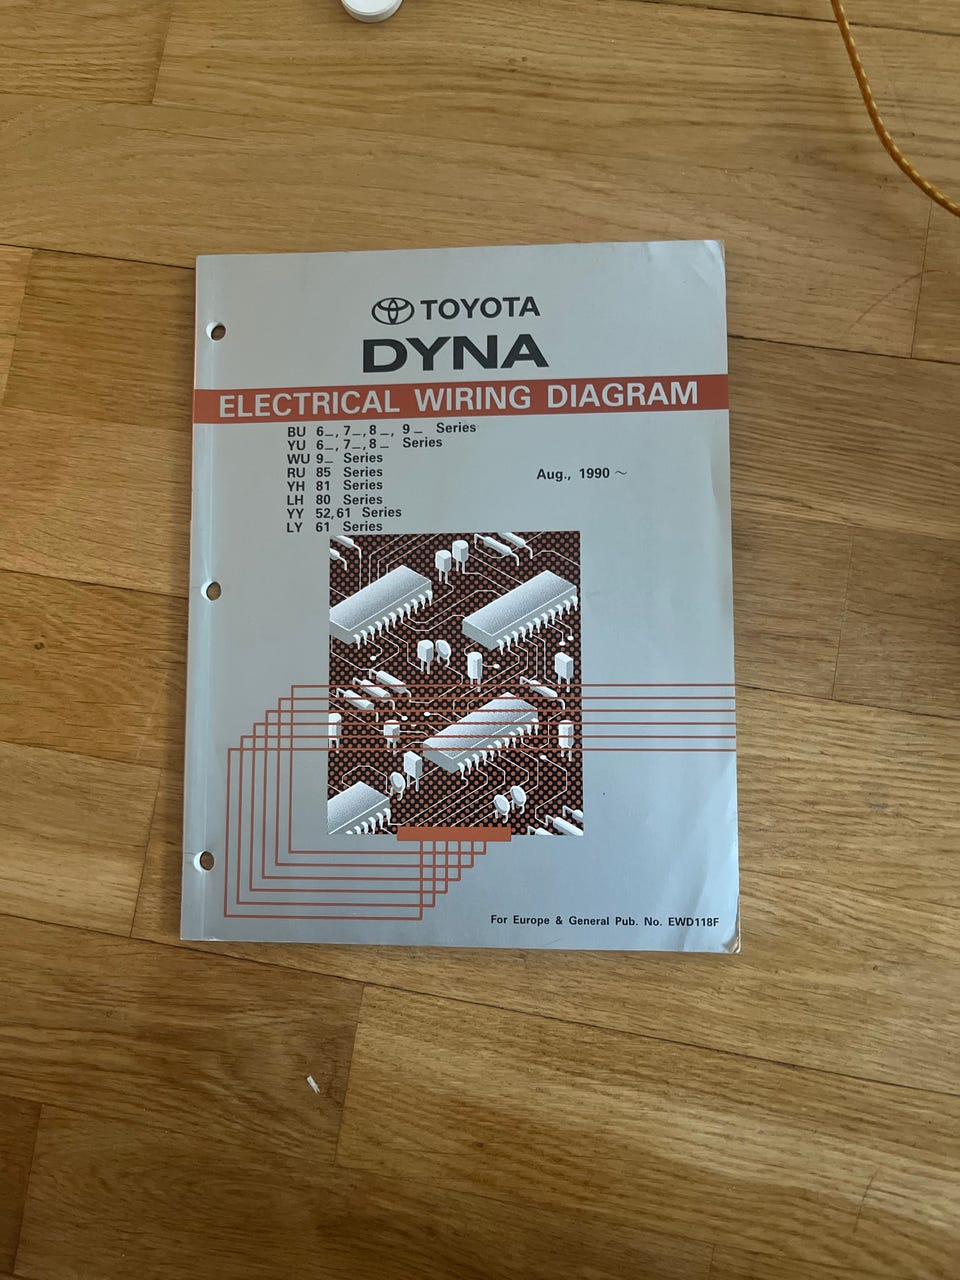 TOYOTA
DYNA
ELECTRICAL WIRING DIAGRAM
BU 6_, 7_, 8_, 9_ Series
YU 6_, 7_, 8_ Series
WU 9_ Series
RU 85 Series
YH 81 Series
LH 80 Series
YY 52,61 Series
LY 61 Series
Aug., 1990 ~
For Europe & General Pub. No. EWD118F